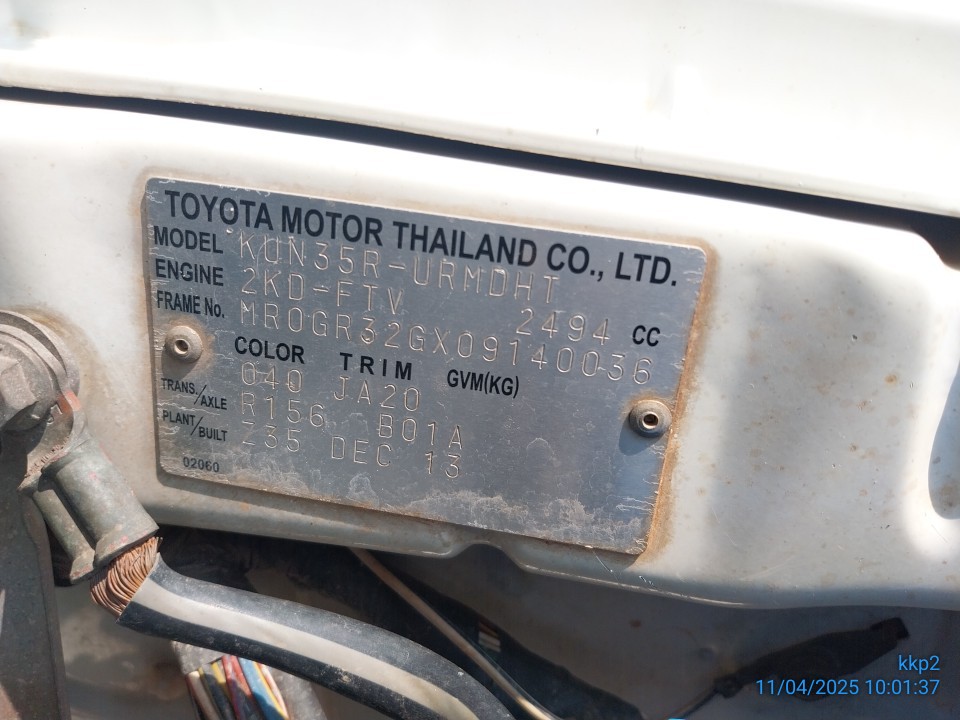 TOYOTA MOTOR THAILAND CO., LTD.
MODEL KUN35R-URMDHT
ENGINE 2KD-FTV 2494 CC
FRAME No. MR0GR32GX09140036
COLOR TRIM GVM(KG)
040 JA20
TRANS./AXLE R156 B01A
PLANT/BUILT Z35 DEC 13
02060
kkp2
11/04/2025 10:01:37